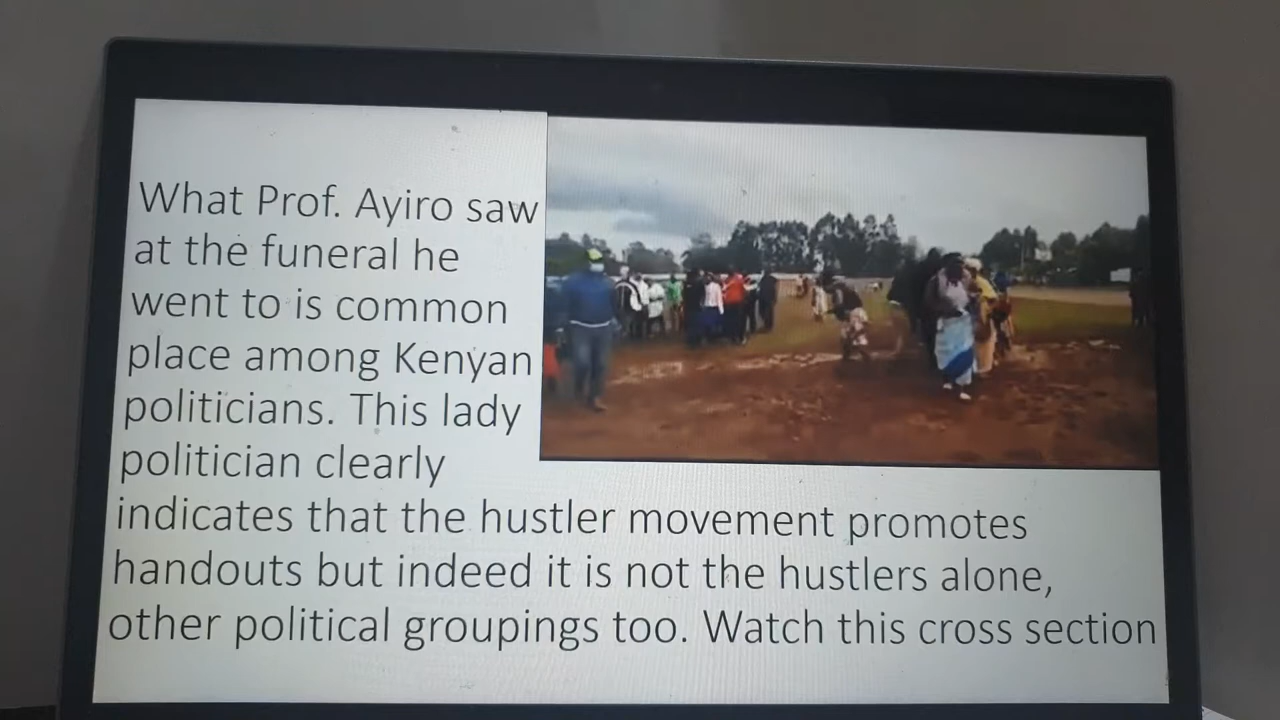 What Prof. Ayiro saw
at the funeral he
went to is common
place among Kenyan
politicians. This lady
politician clearly
indicates that the hustler movement promotes
handouts but indeed it is not the hustlers alone,
other political groupings too. Watch this cross section